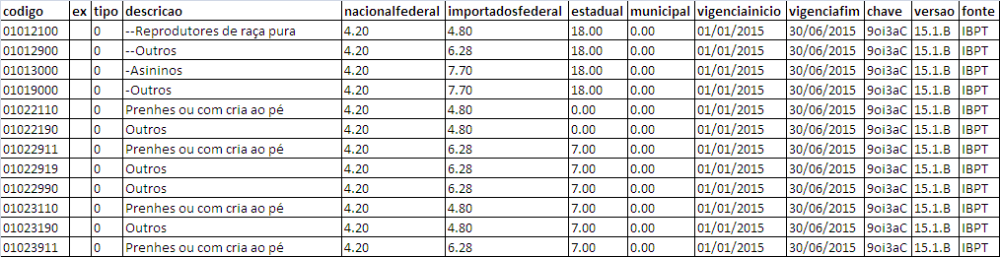 codigo ex tipo descricao nacionalfederal importadosfederal estadual municipal vigenciainicio vigenciafim chave versao fonte
01012100 0 --Reprodutores de raça pura 4.20 4.80 18.00 0.00 01/01/2015 30/06/2015 9oi3aC 15.1.B IBPT
01012900 0 --Outros 4.20 6.28 18.00 0.00 01/01/2015 30/06/2015 9oi3aC 15.1.B IBPT
01013000 0 -Asininos 4.20 7.70 18.00 0.00 01/01/2015 30/06/2015 9oi3aC 15.1.B IBPT
01019000 0 -Outros 4.20 7.70 18.00 0.00 01/01/2015 30/06/2015 9oi3aC 15.1.B IBPT
01022110 0 Prenhes ou com cria ao pé 4.20 4.80 0.00 0.00 01/01/2015 30/06/2015 9oi3aC 15.1.B IBPT
01022190 0 Outros 4.20 4.80 0.00 0.00 01/01/2015 30/06/2015 9oi3aC 15.1.B IBPT
01022911 0 Prenhes ou com cria ao pé 4.20 6.28 7.00 0.00 01/01/2015 30/06/2015 9oi3aC 15.1.B IBPT
01022919 0 Outros 4.20 6.28 7.00 0.00 01/01/2015 30/06/2015 9oi3aC 15.1.B IBPT
01022990 0 Outros 4.20 6.28 7.00 0.00 01/01/2015 30/06/2015 9oi3aC 15.1.B IBPT
01023110 0 Prenhes ou com cria ao pé 4.20 4.80 7.00 0.00 01/01/2015 30/06/2015 9oi3aC 15.1.B IBPT
01023190 0 Outros 4.20 4.80 7.00 0.00 01/01/2015 30/06/2015 9oi3aC 15.1.B IBPT
01023911 0 Prenhes ou com cria ao pé 4.20 6.28 7.00 0.00 01/01/2015 30/06/2015 9oi3aC 15.1.B IBPT